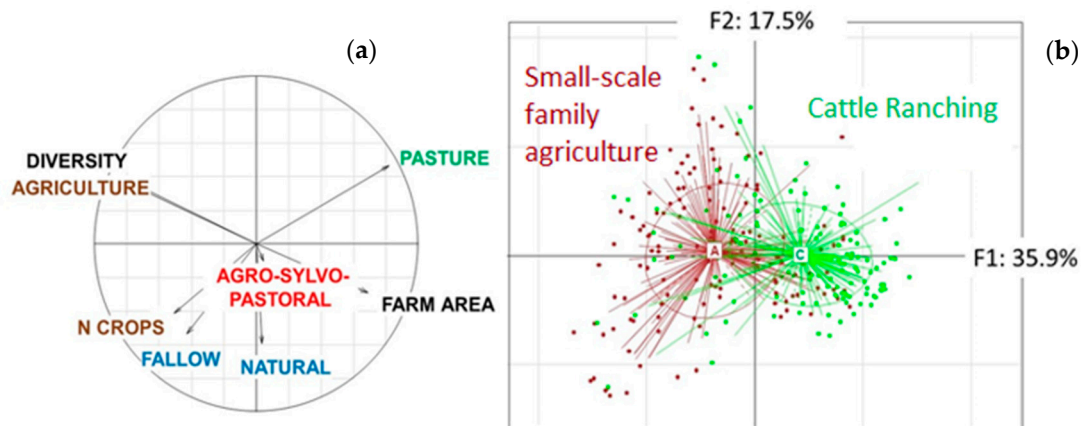 (a)
DIVERSITY
AGRICULTURE
PASTURE
AGRO-SYLVO-
PASTORAL
FARM AREA
N CROPS
FALLOW
NATURAL
F2: 17.5%
(b)
Small-scale
family
agriculture
Cattle Ranching
A
C
F1: 35.9%